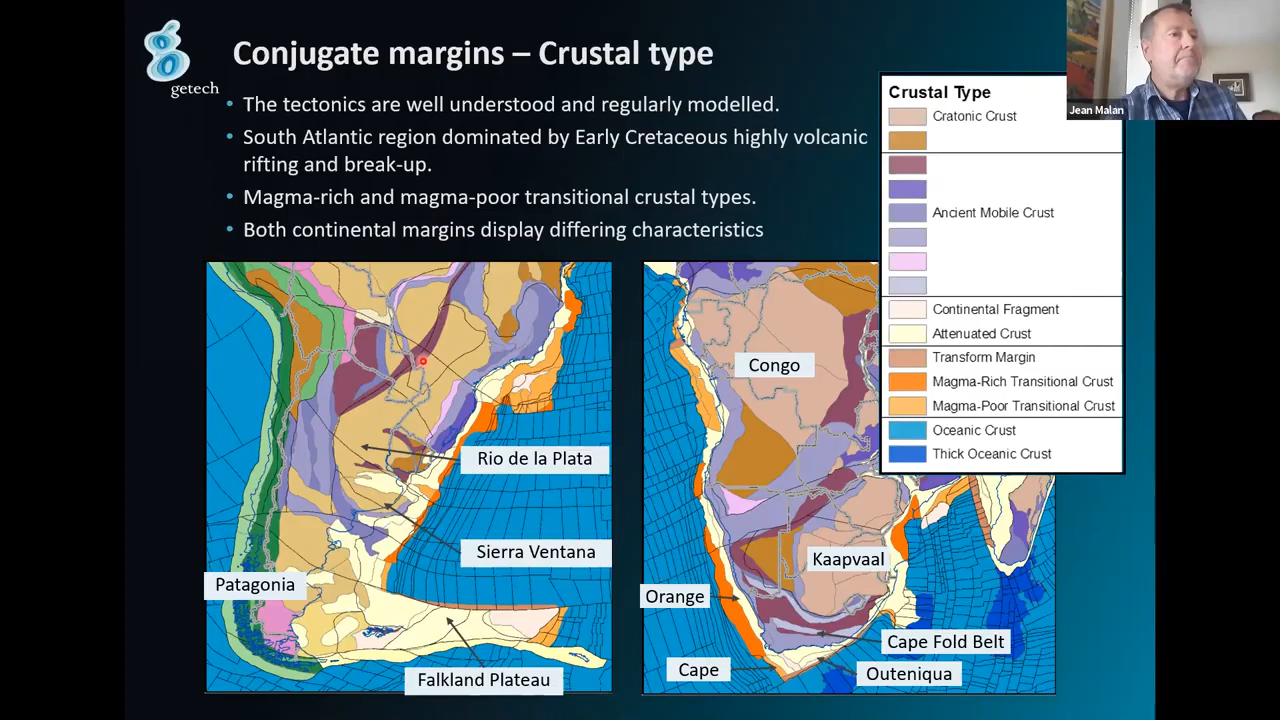 getech
Conjugate margins – Crustal type
• The tectonics are well understood and regularly modelled.
• South Atlantic region dominated by Early Cretaceous highly volcanic
rifting and break-up.
• Magma-rich and magma-poor transitional crustal types.
• Both continental margins display differing characteristics
Jean Malan
Crustal Type
Cratonic Crust
Ancient Mobile Crust
Continental Fragment
Attenuated Crust
Transform Margin
Magma-Rich Transitional Crust
Magma-Poor Transitional Crust
Oceanic Crust
Thick Oceanic Crust
Rio de la Plata
Sierra Ventana
Patagonia
Falkland Plateau
Congo
Kaapvaal
Orange
Cape Fold Belt
Cape
Outeniqua